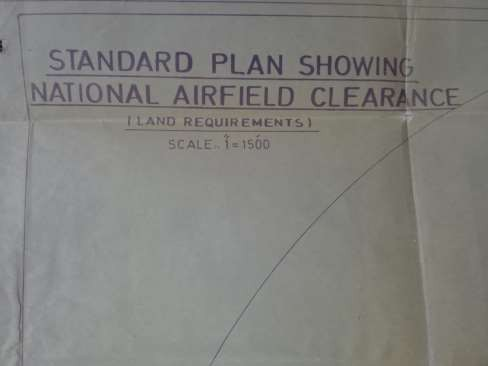 STANDARD PLAN SHOWING
NATIONAL AIRFIELD CLEARANCE
(LAND REQUIREMENTS)
SCALE:- 1"=1500'